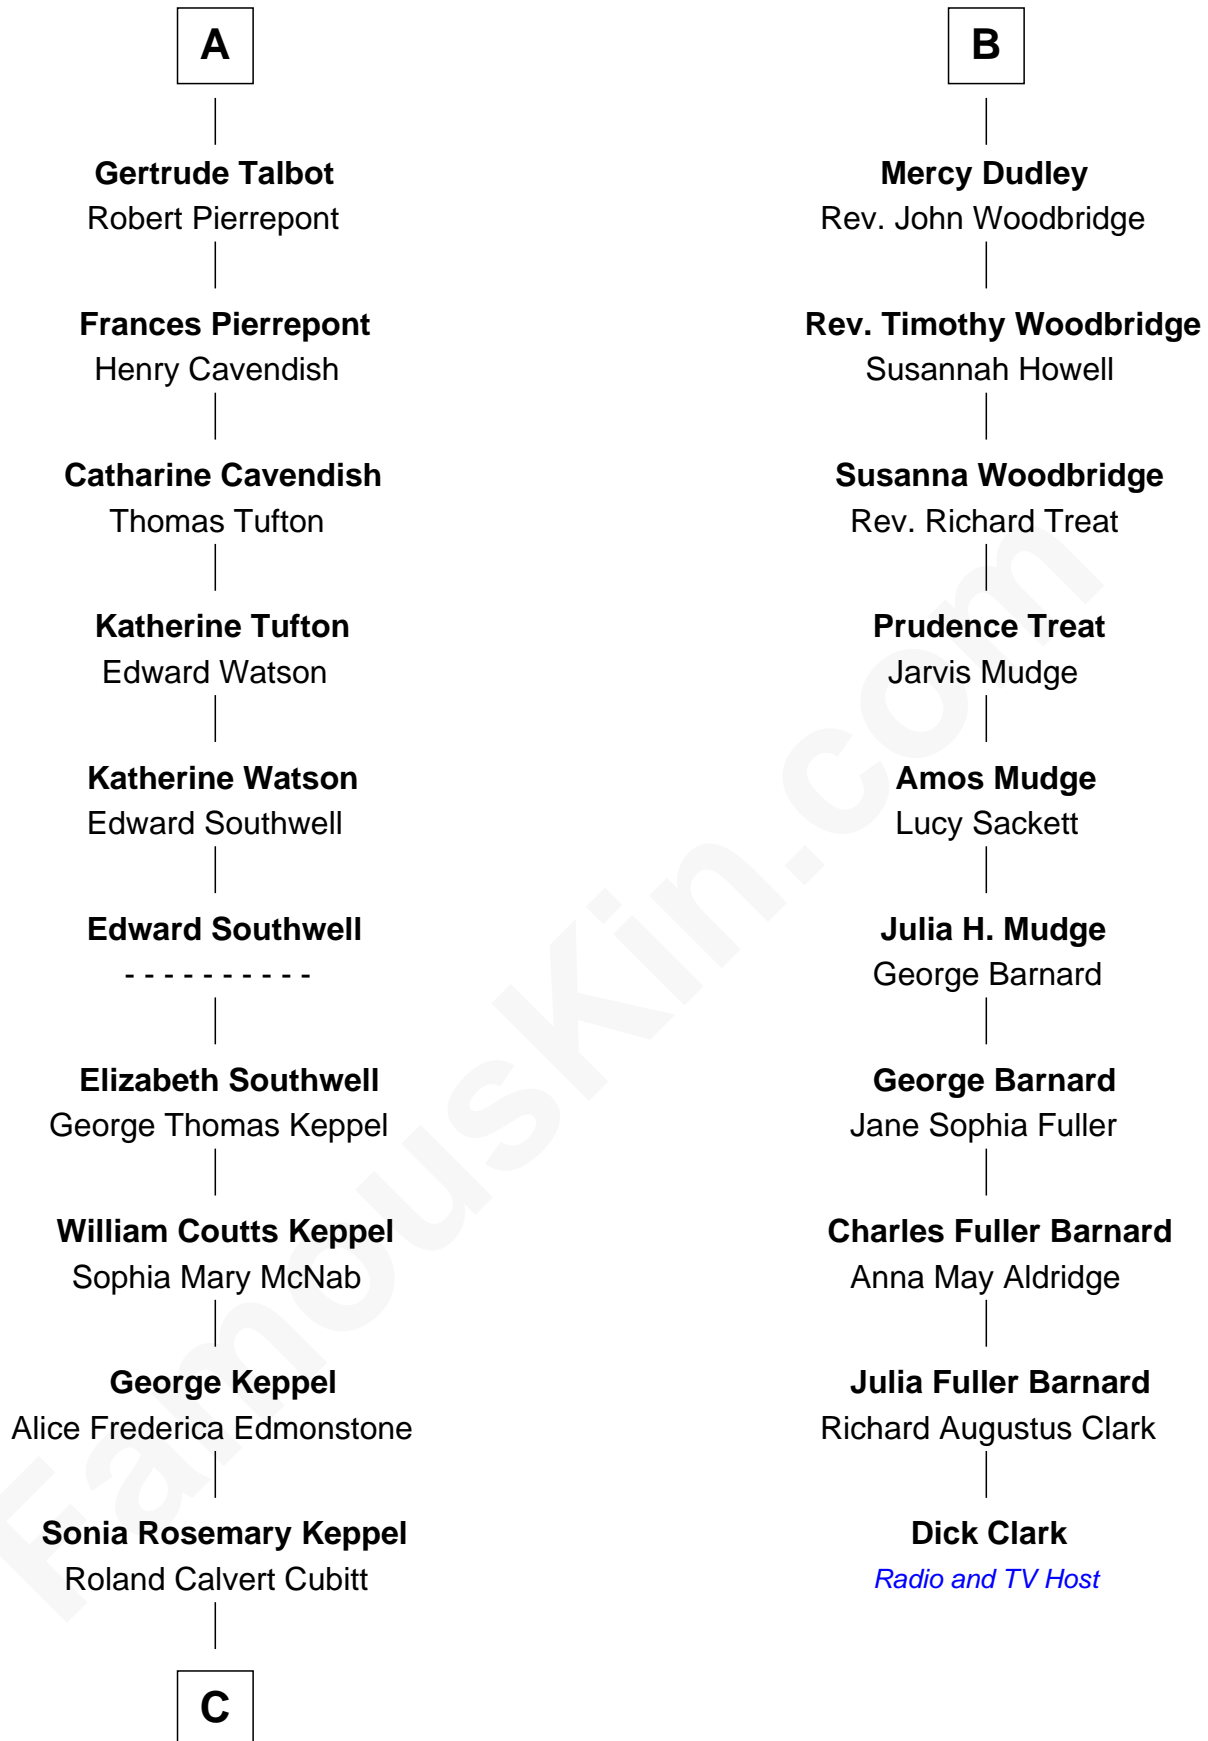 A
Gertrude Talbot
Robert Pierrepont
Frances Pierrepont
Henry Cavendish
Catharine Cavendish
Thomas Tufton
Katherine Tufton
Edward Watson
Katherine Watson
Edward Southwell
Edward Southwell
- - - - - - - - - -
Elizabeth Southwell
George Thomas Keppel
William Coutts Keppel
Sophia Mary McNab
George Keppel
Alice Frederica Edmonstone
Sonia Rosemary Keppel
Roland Calvert Cubitt
C
B
Mercy Dudley
Rev. John Woodbridge
Rev. Timothy Woodbridge
Susannah Howell
Susanna Woodbridge
Rev. Richard Treat
Prudence Treat
Jarvis Mudge
Amos Mudge
Lucy Sackett
Julia H. Mudge
George Barnard
George Barnard
Jane Sophia Fuller
Charles Fuller Barnard
Anna May Aldridge
Julia Fuller Barnard
Richard Augustus Clark
Dick Clark
Radio and TV Host
FamousKin.com